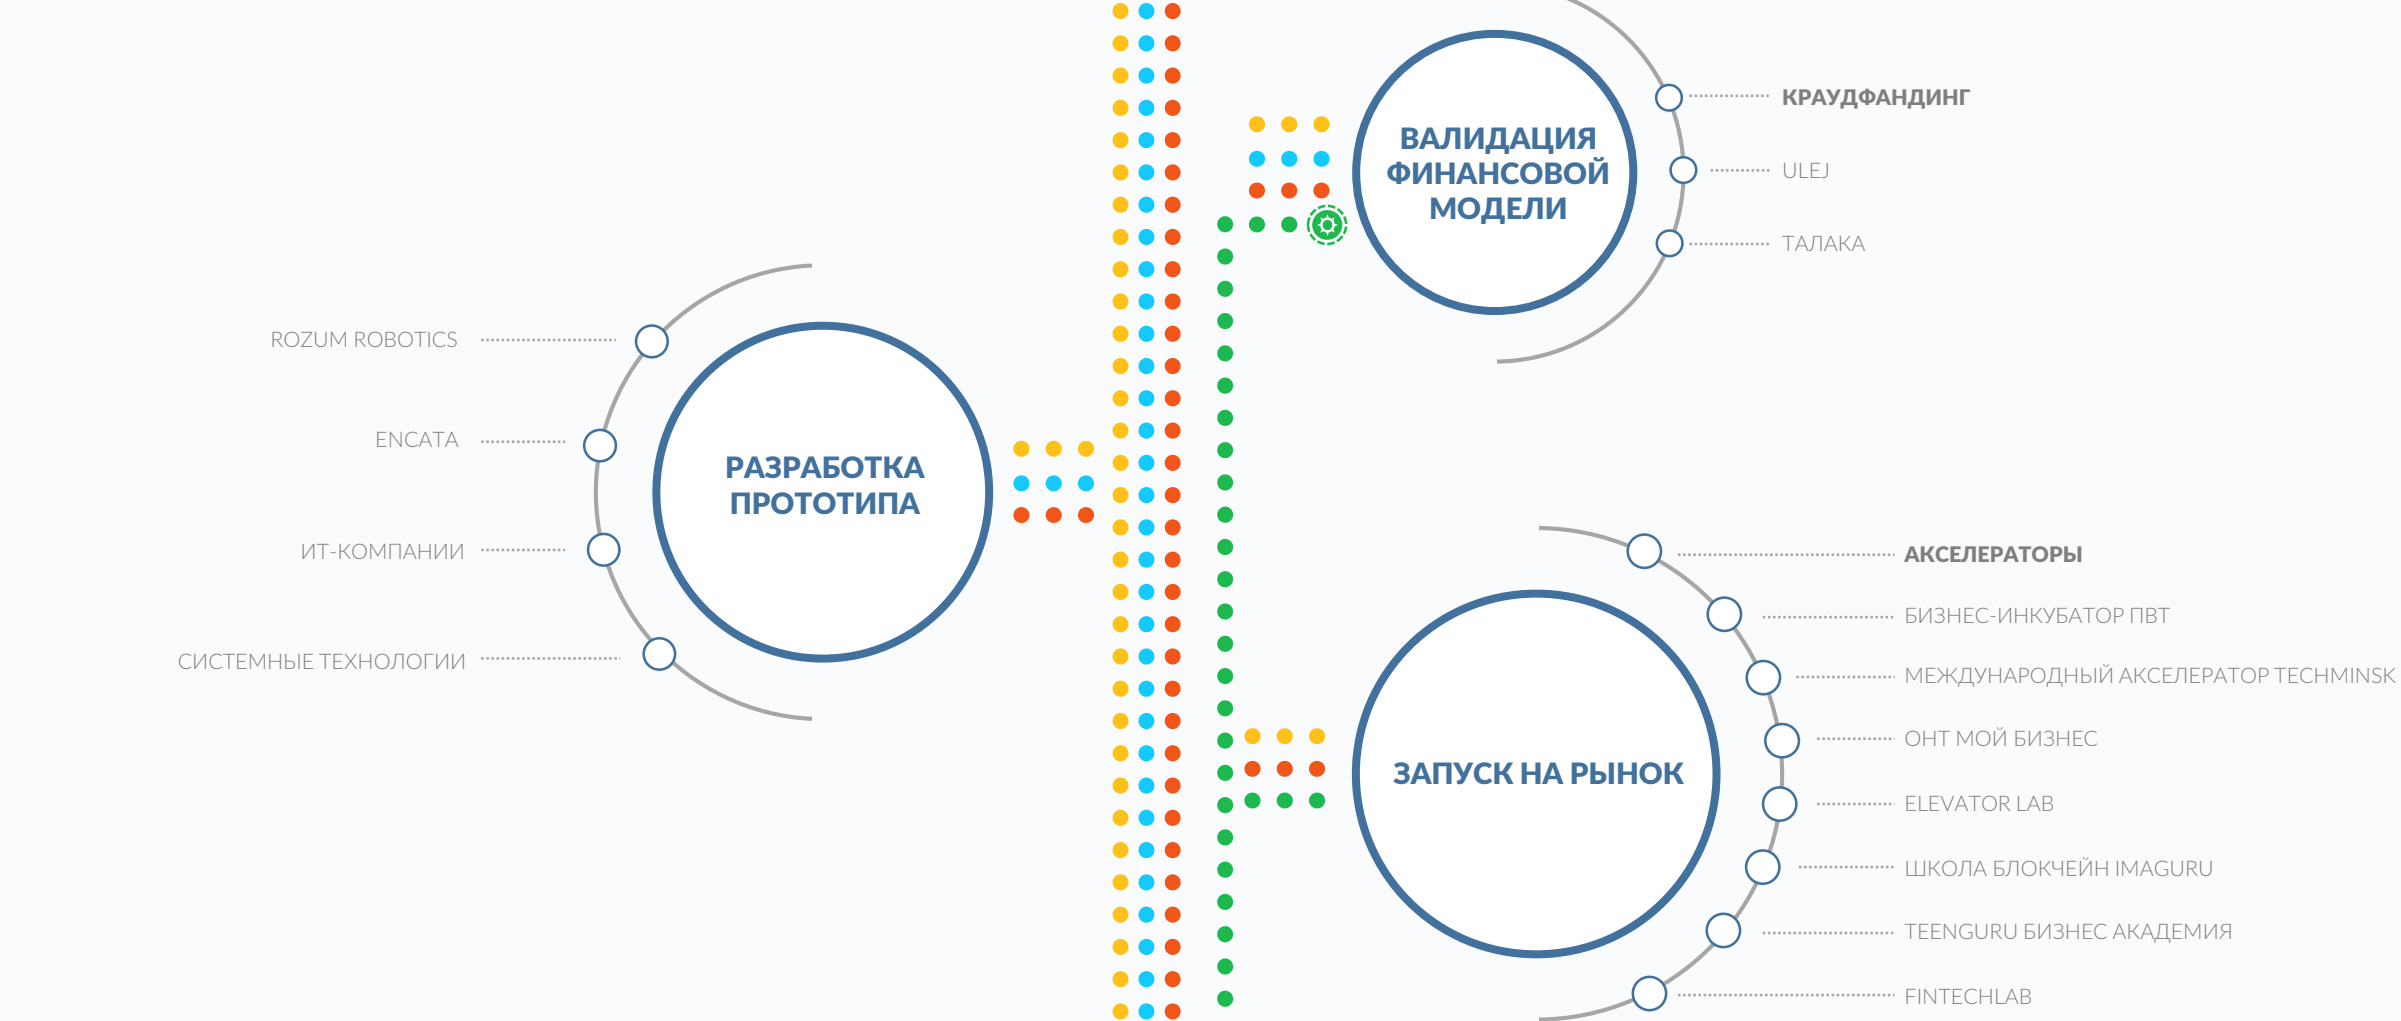 КРАУДФАНДИНГ
ВАЛИДАЦИЯ
ФИНАНСОВОЙ
МОДЕЛИ
ULEJ
ТАЛАКА
ROZUM ROBOTICS
ENCATA
ИТ-КОМПАНИИ
СИСТЕМНЫЕ ТЕХНОЛОГИИ
РАЗРАБОТКА
ПРОТОТИПА
ЗАПУСК НА РЫНОК
АКСЕЛЕРАТОРЫ
БИЗНЕС-ИНКУБАТОР ПВТ
МЕЖДУНАРОДНЫЙ АКСЕЛЕРАТОР TECHMINSK
ОНТ МОЙ БИЗНЕС
ELEVATOR LAB
ШКОЛА БЛОКЧЕЙН IMAGURU
TEENGURU БИЗНЕС АКАДЕМИЯ
FINTECHLAB